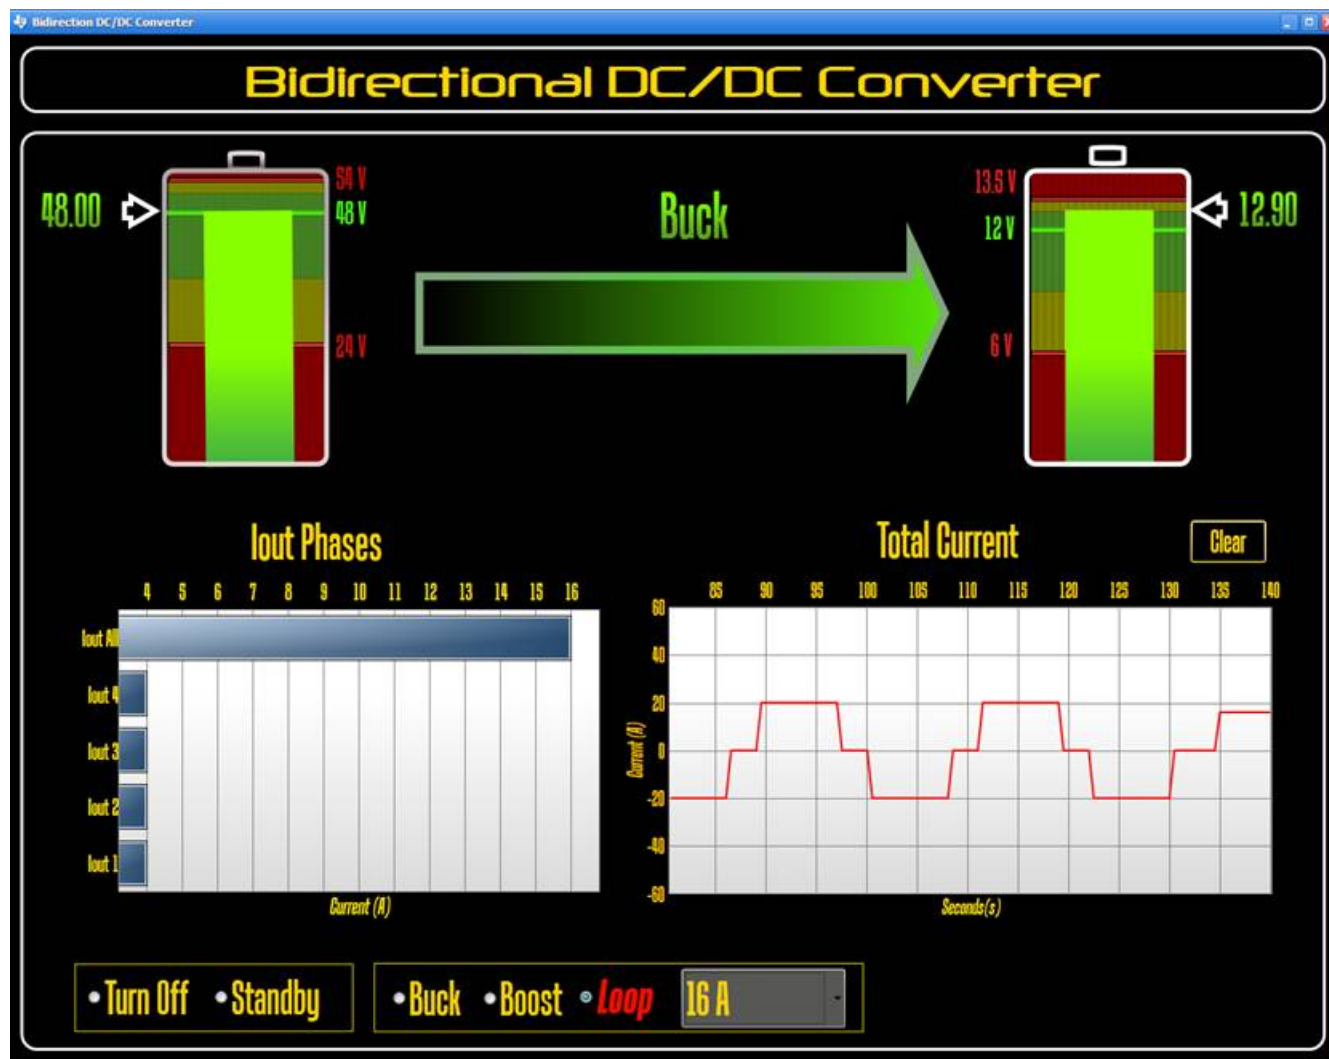 Bidirection DC/DC Converter
Bidirectional DC/DC Converter
54 V
48.00
48 V
24 V
Buck
13.5 V
12.90
12 V
6 V
Iout Phases
4 5 6 7 8 9 10 11 12 13 14 15 16
Iout All
Iout 4
Iout 3
Iout 2
Iout 1
Current (A)
Total Current
Clear
85 90 95 100 105 110 115 120 125 130 135 140
60
40
20
0
-20
-40
-60
Current (A)
Seconds(s)
Turn Off Standby
Buck Boost Loop 16 A